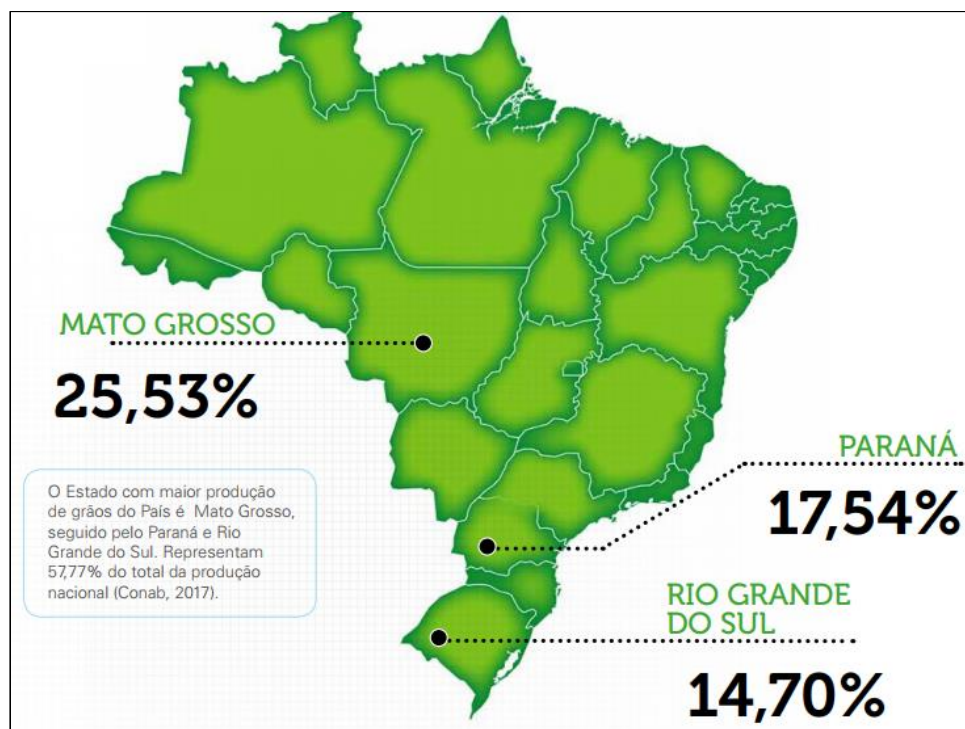 MATO GROSSO
25,53%
O Estado com maior produção
de grãos do País é Mato Grosso,
seguido pelo Paraná e Rio
Grande do Sul. Representam
57,77% do total da produção
nacional (Conab, 2017).
PARANÁ
17,54%
RIO GRANDE
DO SUL
14,70%